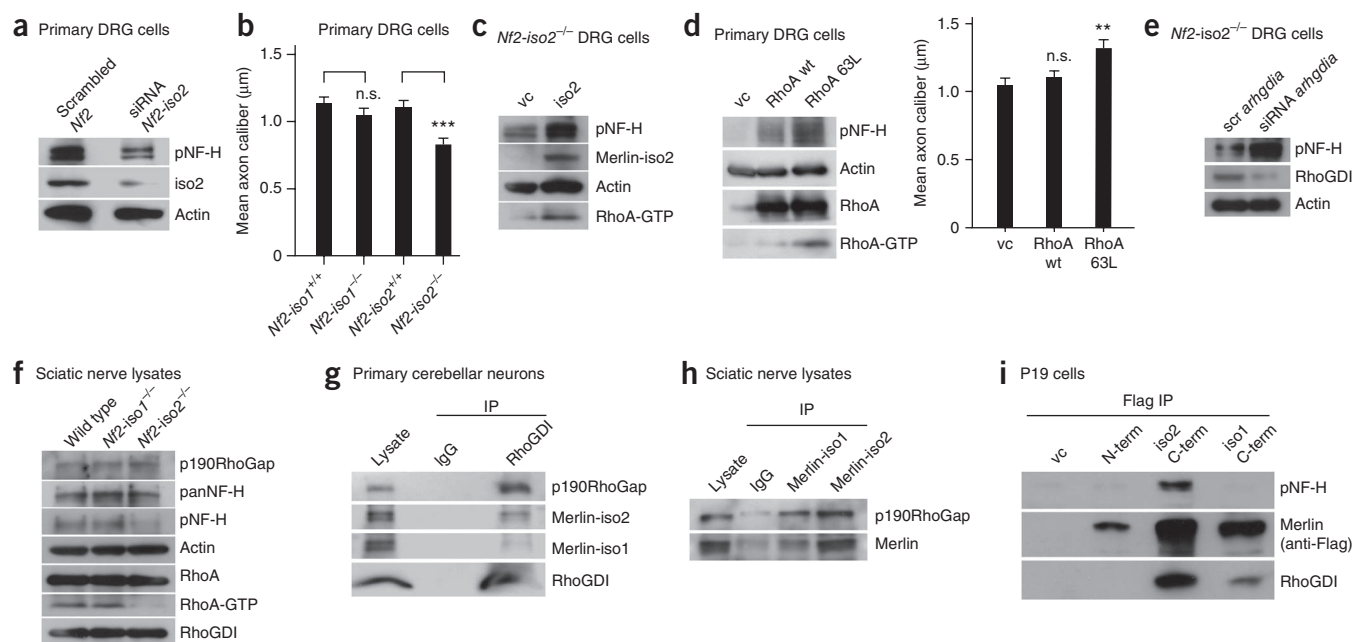 a Primary DRG cells
Scrambled Nf2
siRNA Nf2-iso2
pNF-H
iso2
Actin
b Primary DRG cells
Mean axon caliber (µm)
1.5
1.0
0.5
0
n.s.
***
Nf2-iso1+/+
Nf2-iso1−/−
Nf2-iso2+/+
Nf2-iso2−/−
c Nf2-iso2−/− DRG cells
vc
iso2
pNF-H
Merlin-iso2
Actin
RhoA-GTP
d Primary DRG cells
vc
RhoA wt
RhoA 63L
pNF-H
Actin
RhoA
RhoA-GTP
Mean axon caliber (µm)
1.5
1.0
0.5
0
n.s.
**
vc
RhoA wt
RhoA 63L
e Nf2-iso2−/− DRG cells
scr arhgdia
siRNA arhgdia
pNF-H
RhoGDI
Actin
f Sciatic nerve lysates
Wild type
Nf2-iso1−/−
Nf2-iso2−/−
p190RhoGap
panNF-H
pNF-H
Actin
RhoA
RhoA-GTP
RhoGDI
g Primary cerebellar neurons
IP
Lysate
IgG
RhoGDI
p190RhoGap
Merlin-iso2
Merlin-iso1
RhoGDI
h Sciatic nerve lysates
IP
Lysate
IgG
Merlin-iso1
Merlin-iso2
p190RhoGap
Merlin
i P19 cells
Flag IP
vc
N-term
iso2 C-term
iso1 C-term
pNF-H
Merlin
(anti-Flag)
RhoGDI